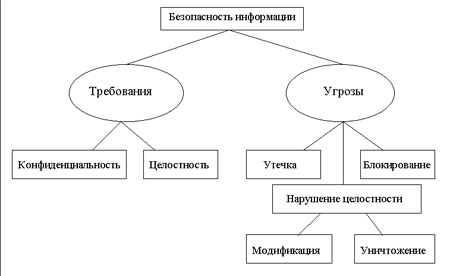 Безопасность информации
Требования
Угрозы
Конфиденциальность
Целостность
Утечка
Блокирование
Нарушение целостности
Модификация
Уничтожение